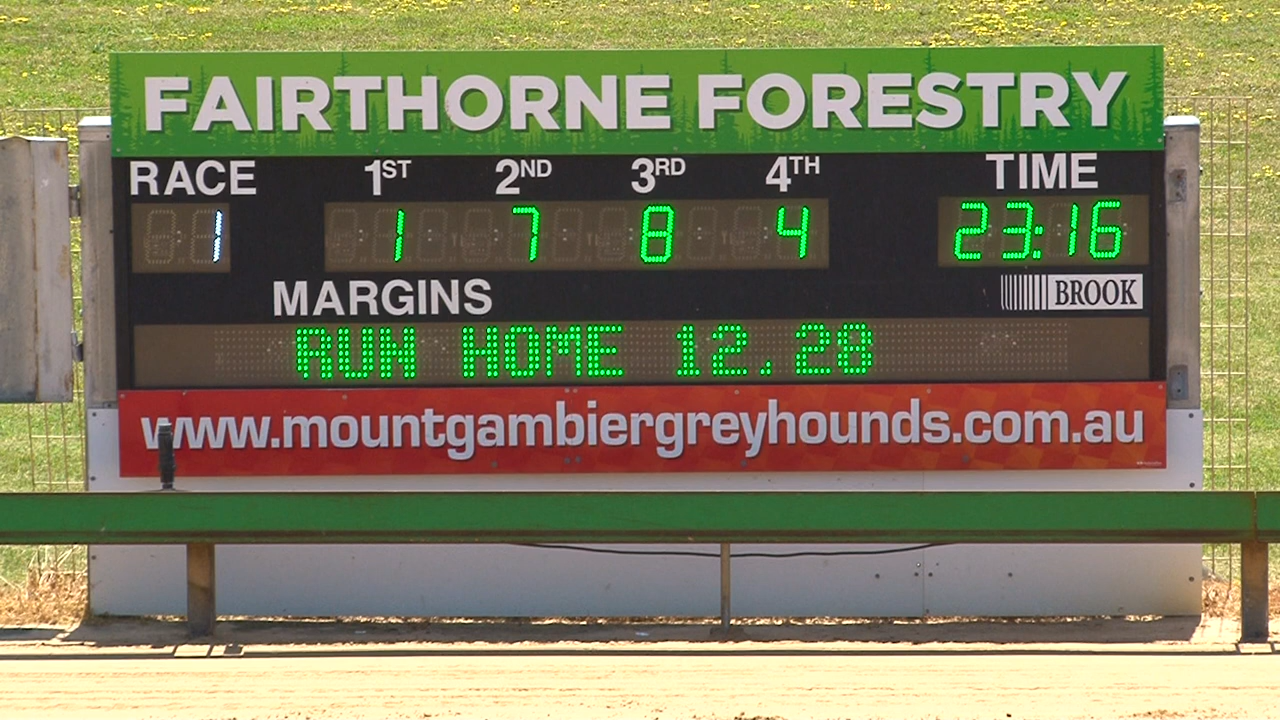 FAIRTHORNE FORESTRY
RACE 1ST 2ND 3RD 4TH TIME
1 1 7 8 4 23:16
MARGINS BROOK
RUN HOME 12.28
www.mountgambiergreyhounds.com.au